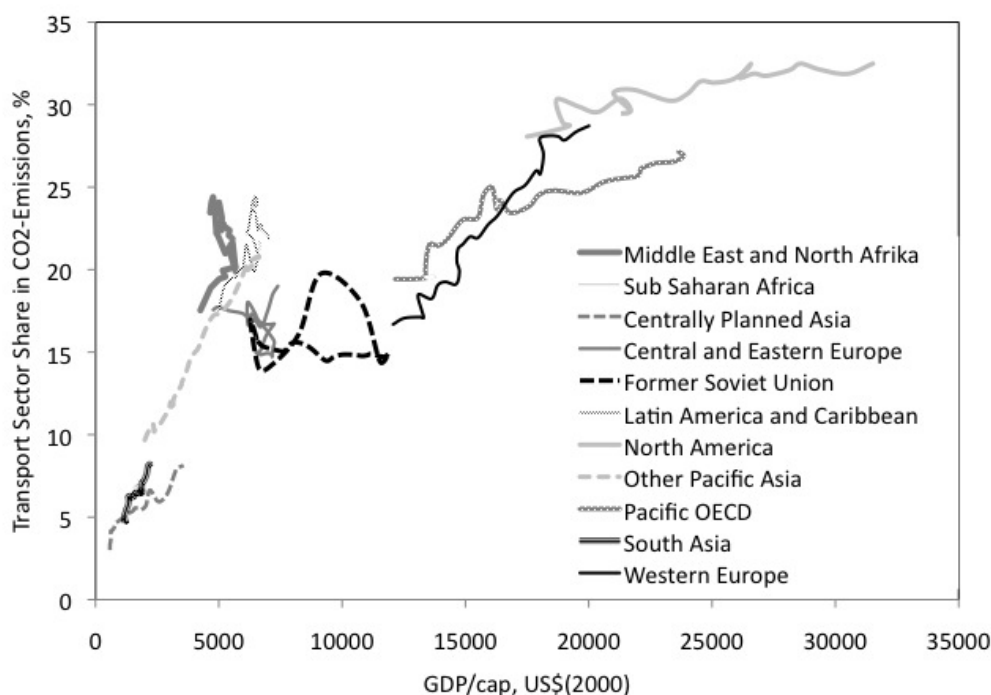 35
30
25
20
15
10
5
0
Transport Sector Share in CO2-Emissions, %
Middle East and North Afrika
Sub Saharan Africa
Centrally Planned Asia
Central and Eastern Europe
Former Soviet Union
Latin America and Caribbean
North America
Other Pacific Asia
Pacific OECD
South Asia
Western Europe
0 5000 10000 15000 20000 25000 30000 35000
GDP/cap, US$(2000)